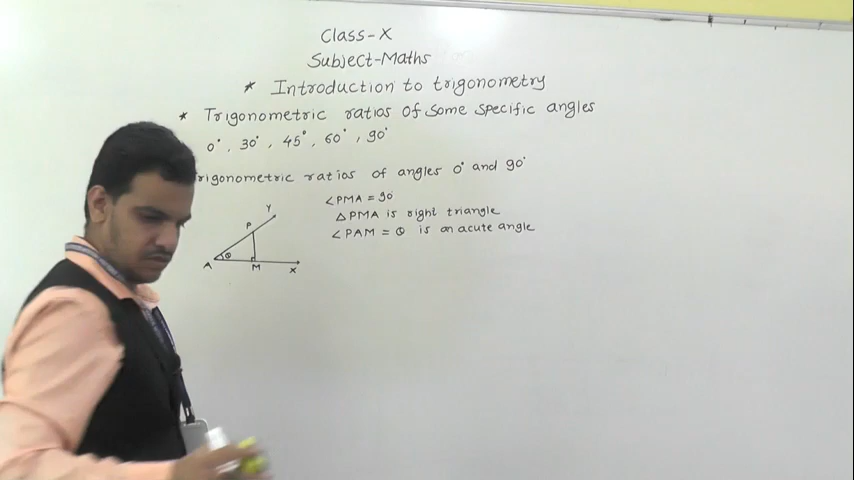 Class-X
Subject-Maths
* Introduction to trigonometry
* Trigonometric ratios of some specific angles
0°, 30°, 45°, 60°, 90°
rigonometric ratios of angles 0° and 90°
∠PMA = 90°
△PMA is right triangle
∠PAM = θ is an acute angle
Y
P
θ
A
M
X